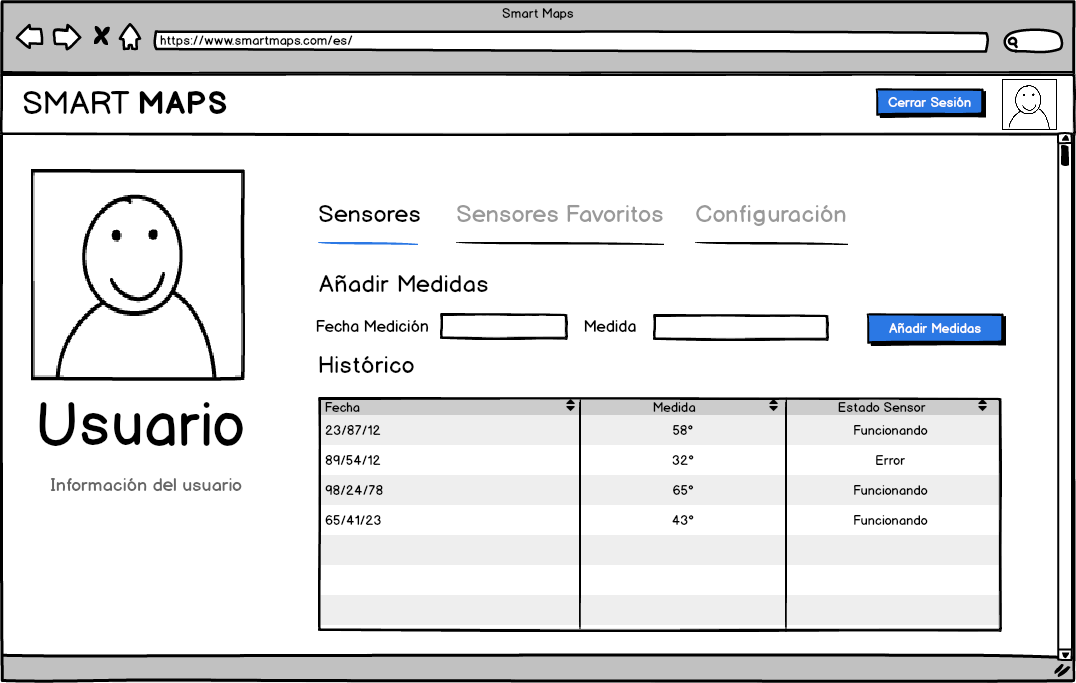 Smart Maps
https://www.smartmaps.com/es/
SMART MAPS
Cerrar Sesión
Sensores Sensores Favoritos Configuración
Añadir Medidas
Fecha Medición Medida Añadir Medidas
Histórico
Fecha Medida Estado Sensor
23/87/12 58° Funcionando
89/54/12 32° Error
98/24/78 65° Funcionando
65/41/23 43° Funcionando
Usuario
Información del usuario